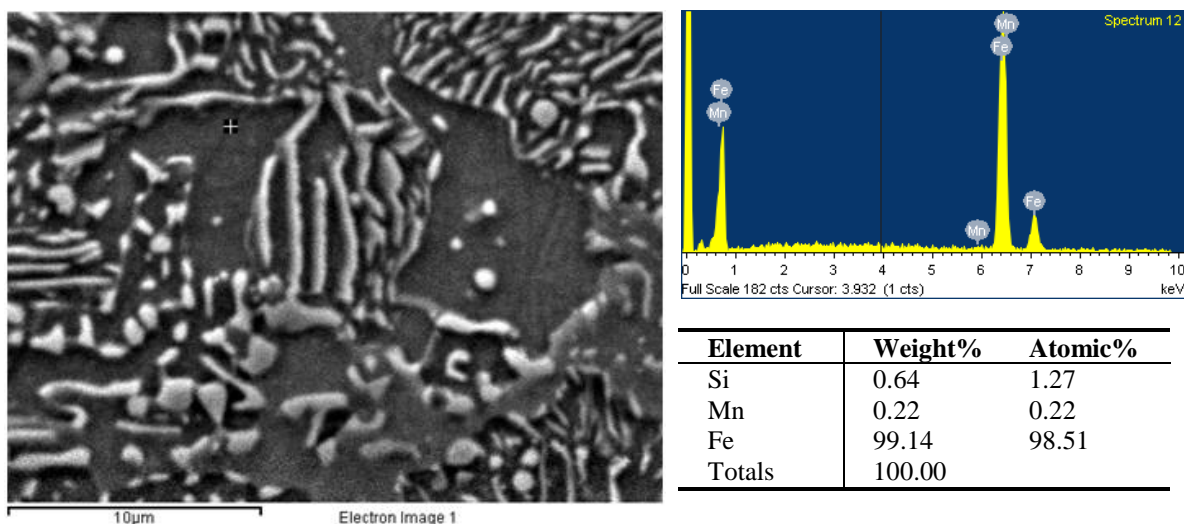 Spectrum 12
Mn
Fe
Fe
Mn
Fe
Mn
0 1 2 3 4 5 6 7 8 9 10
Full Scale 182 cts Cursor: 3.932 (1 cts) keV
Element Weight% Atomic%
Si 0.64 1.27
Mn 0.22 0.22
Fe 99.14 98.51
Totals 100.00
10µm Electron Image 1